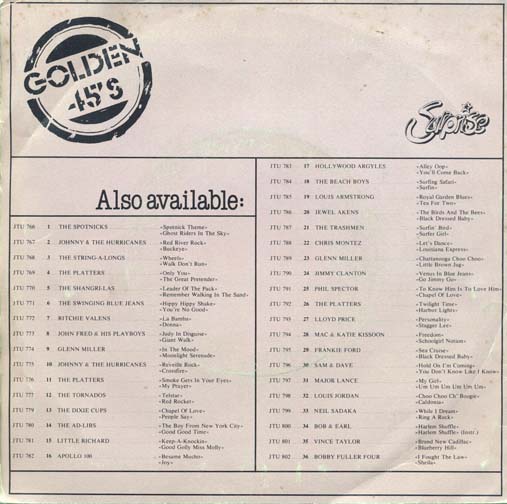 GOLDEN
45'S
Surprise
Also available:
JTU 766 1 THE SPOTNICKS «Spotnick Theme»
«Ghost Riders In The Sky»
JTU 767 2 JOHNNY & THE HURRICANES «Red River Rock»
«Buckeye»
JTU 768 3 THE STRING-A-LONGS «Wheels»
«Walk Don't Run»
JTU 769 4 THE PLATTERS «Only You»
«The Great Pretender»
JTU 770 5 THE SHANGRI-LAS «Leader Of The Pack»
«Remember Walking In The Sand»
JTU 771 6 THE SWINGING BLUE JEANS «Hippy Hippy Shake»
«You're No Good»
JTU 772 7 RITCHIE VALENS «La Bamba»
«Donna»
JTU 773 8 JOHN FRED & HIS PLAYBOYS «Judy In Disguise»
«Giant Walk»
JTU 774 9 GLENN MILLER «In The Mood»
«Moonlight Serenade»
JTU 775 10 JOHNNY & THE HURRICANES «Reveille Rock»
«Crossfire»
JTU 776 11 THE PLATTERS «Smoke Gets In Your Eyes»
«My Prayer»
JTU 777 12 THE TORNADOS «Telstar»
«Red Rocket»
JTU 779 13 THE DIXIE CUPS «Chapel Of Love»
«People Say»
JTU 780 14 THE AD-LIBS «The Boy From New York City»
«Good Good Time»
JTU 781 15 LITTLE RICHARD «Keep-A-Knockin»
«Good Golly Miss Molly»
JTU 782 16 APOLLO 100 «Besame Mucho»
«Joy»
JTU 783 17 HOLLYWOOD ARGYLES «Alley Oop»
«You'll Come Back»
JTU 784 18 THE BEACH BOYS «Surfing Safari»
«Surfin»
JTU 785 19 LOUIS ARMSTRONG «Royal Garden Blues»
«Tea For Two»
JTU 786 20 JEWEL AKENS «The Birds And The Bees»
«Black Dressed Baby»
JTU 787 21 THE TRASHMEN «Surfin' Bird»
«Surfer Girl»
JTU 788 22 CHRIS MONTEZ «Let's Dance»
«Louisiana Express»
JTU 789 23 GLENN MILLER «Chattanooga Choo Choo»
«Little Brown Jug»
JTU 790 24 JIMMY CLANTON «Venus In Blue Jeans»
«Go Jimmy Go»
JTU 791 25 PHIL SPECTOR «To Know Him Is To Love Him»
«Chapel Of Love»
JTU 792 26 THE PLATTERS «Twilight Time»
«Harbor Lights»
JTU 793 27 LLOYD PRICE «Personality»
«Stagger Lee»
JTU 794 28 MAC & KATIE KISSOON «Freedom»
«Schoolgirl Notion»
JTU 795 29 FRANKIE FORD «Sea Cruise»
«Black Dressed Baby»
JTU 796 30 SAM & DAVE «Hold On I'm Coming»
«You Don't Know Like I Know»
JTU 797 31 MAJOR LANCE «My Girl»
«Um Um Um Um Um Um»
JTU 798 32 LOUIS JORDAN «Choo Choo Ch' Boogie»
«Caldonia»
JTU 799 33 NEIL SADAKA «While I Dream»
«Ring A Rock»
JTU 800 34 BOB & EARL «Harlem Shuffle»
«Harlem Shuffle» (Instr.)
JTU 801 35 VINCE TAYLOR «Brand New Cadillac»
«Blueberry Hill»
JTU 802 36 BOBBY FULLER FOUR «I Fought The Law»
«Shrila»